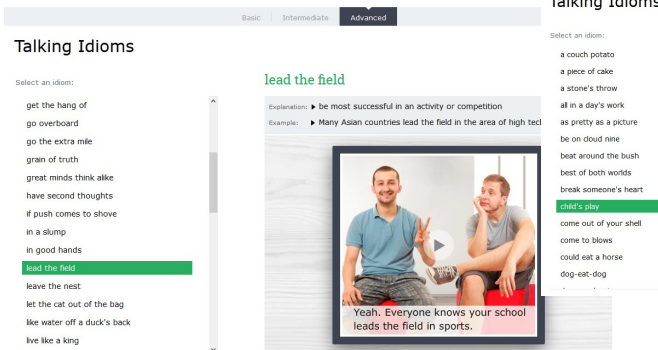 Basic Intermediate Advanced
Talking Idioms
Select an idiom:
get the hang of
go overboard
go the extra mile
grain of truth
great minds think alike
have second thoughts
if push comes to shove
in a slump
in good hands
lead the field
leave the nest
let the cat out of the bag
like water off a duck's back
live like a king
lead the field
Explanation: be most successful in an activity or competition
Example: Many Asian countries lead the field in the area of high
Yeah. Everyone knows your school
leads the field in sports.
Talking Idioms
Select an idiom:
a couch potato
a piece of cake
a stone's throw
all in a day's work
as pretty as a picture
be on cloud nine
beat around the bush
best of both worlds
break someone's heart
child's play
come out of your shell
come to blows
could eat a horse
dog-eat-dog